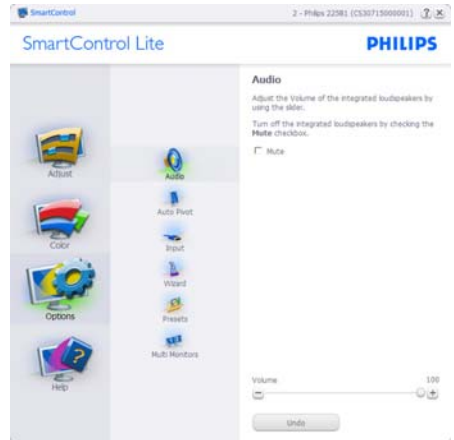 SmartControl
2 - Philips 225B1 (CS30715000001)
? X
SmartControl Lite
PHILIPS
Adjust
Color
Options
Help
Audio
Auto Pivot
Input
Wizard
Presets
Multi Monitors
Audio
Adjust the Volume of the integrated loudspeakers by
using the slider.
Turn off the integrated loudspeakers by checking the
Mute checkbox.
Mute
Volume
100
Undo